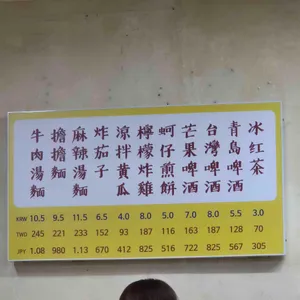 牛肉湯麵
擔擔麵
麻辣湯麵
炸茄子
涼拌黃瓜
檸檬炸雞
蚵仔煎餅
芒果啤酒
台灣啤酒
青島啤酒
冰紅茶
KRW 10.5 9.5 11.5 6.5 4.0 8.0 5.0 7.0 8.0 5.5 3.0
TWD 245 221 233 152 93 187 116 163 187 128 70
JPY 1.08 980 1.13 670 412 825 516 722 825 567 305